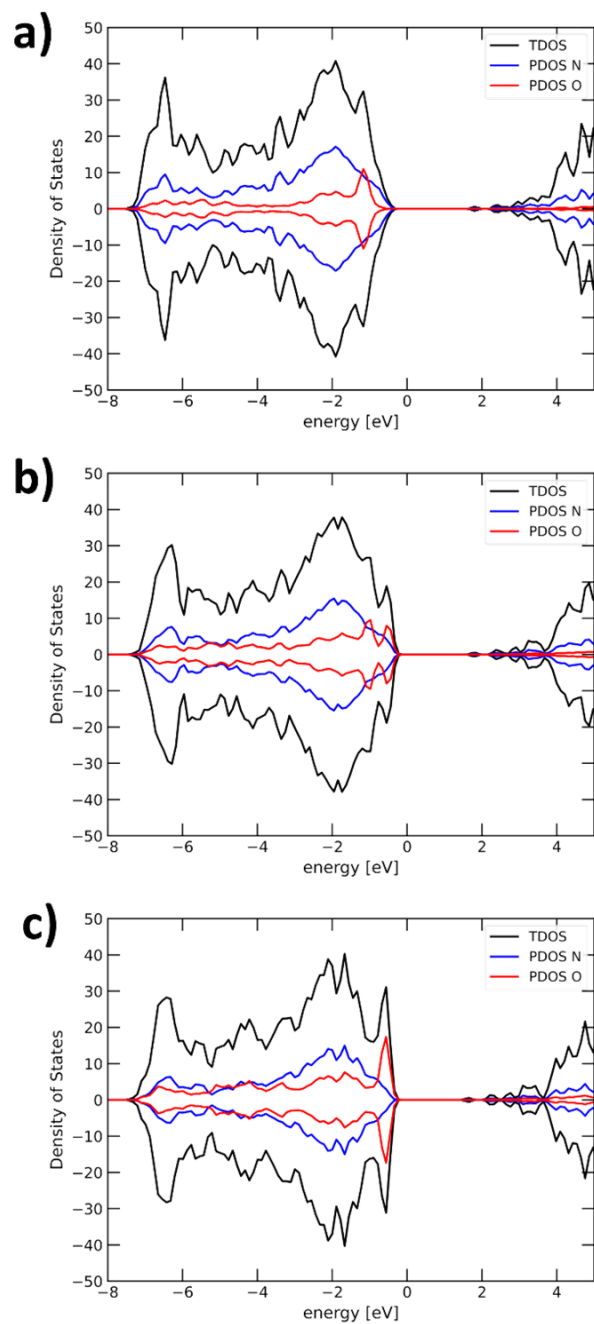 a)
50
40
30
20
10
0
−10
−20
−30
−40
−50
Density of States
TDOS
PDOS N
PDOS O
−8 −6 −4 −2 0 2 4
energy [eV]
b)
50
40
30
20
10
0
−10
−20
−30
−40
−50
Density of States
TDOS
PDOS N
PDOS O
−8 −6 −4 −2 0 2 4
energy [eV]
c)
50
40
30
20
10
0
−10
−20
−30
−40
−50
Density of States
TDOS
PDOS N
PDOS O
−8 −6 −4 −2 0 2 4
energy [eV]